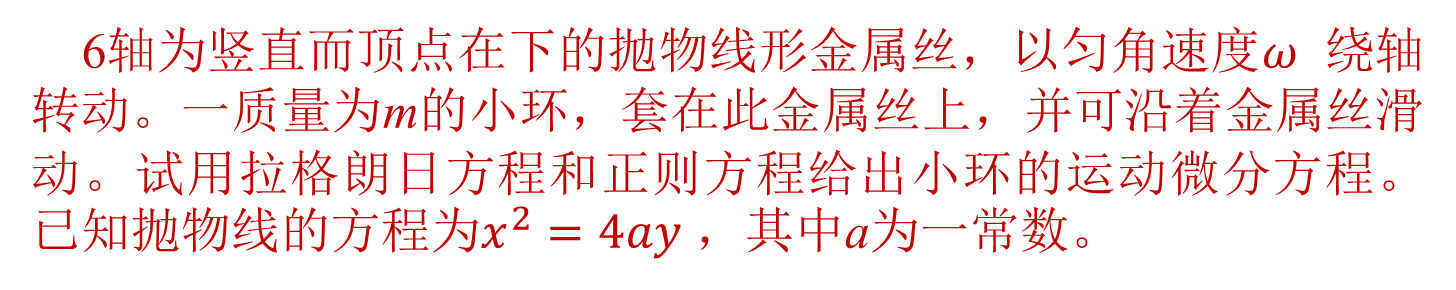 6轴为竖直而顶点在下的抛物线形金属丝，以匀角速度ω 绕轴
转动。一质量为m的小环，套在此金属丝上，并可沿着金属丝滑
动。试用拉格朗日方程和正则方程给出小环的运动微分方程。
已知抛物线的方程为x² = 4ay ，其中a为一常数。